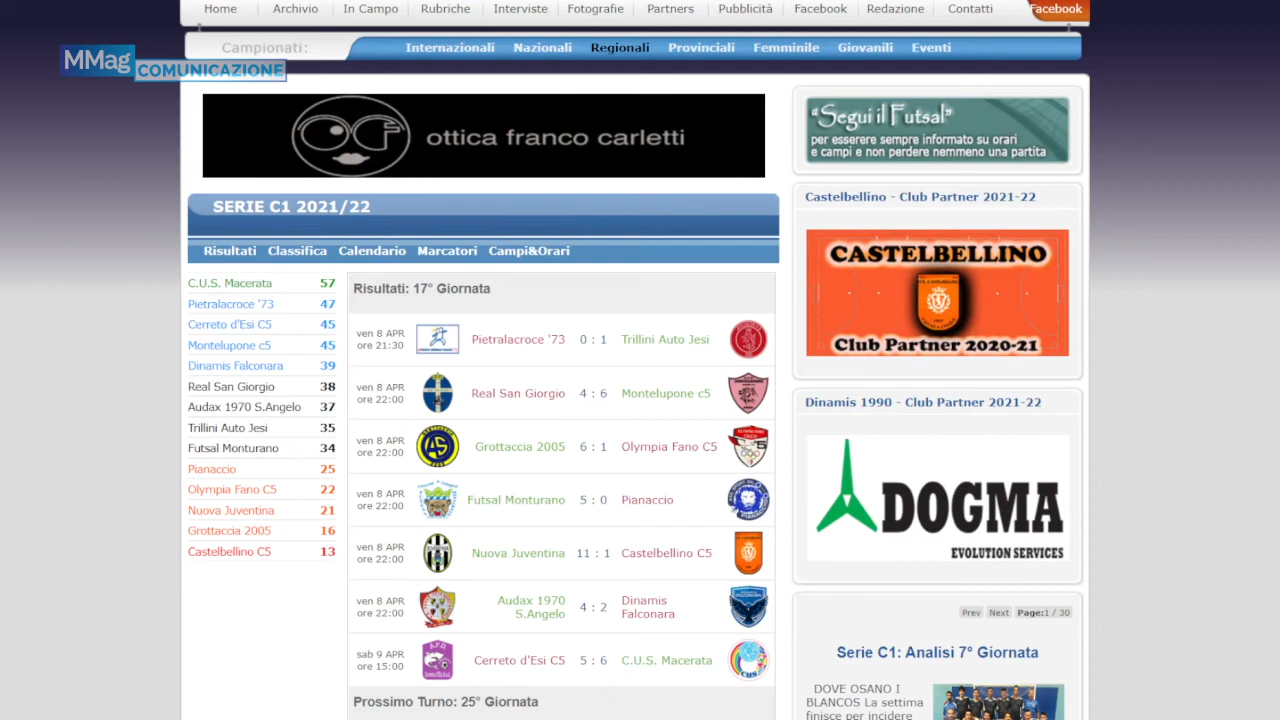 Home Archivio In Campo Rubriche Interviste Fotografie Partners Pubblicità Facebook Redazione Contatti Facebook
Campionati: Internazionali Nazionali Regionali Provinciali Femminile Giovanili Eventi
MMag
COMUNICAZIONE
ottica franco carletti
SERIE C1 2021/22
Risultati Classifica Calendario Marcatori Campi&Orari
C.U.S. Macerata 57
Pietralacroce '73 47
Cerreto d'Esi C5 45
Montelupone c5 45
Dinamis Falconara 39
Real San Giorgio 38
Audax 1970 S.Angelo 37
Trillini Auto Jesi 35
Futsal Monturano 34
Pianaccio 25
Olympia Fano C5 22
Nuova Juventina 21
Grottaccia 2005 16
Castelbellino C5 13
Risultati: 17° Giornata
ven 8 APR
ore 21:30
Pietralacroce '73 0 : 1 Trillini Auto Jesi
ven 8 APR
ore 22:00
Real San Giorgio 4 : 6 Montelupone c5
ven 8 APR
ore 22:00
Grottaccia 2005 6 : 1 Olympia Fano C5
ven 8 APR
ore 22:00
Futsal Monturano 5 : 0 Pianaccio
ven 8 APR
ore 22:00
Nuova Juventina 11 : 1 Castelbellino C5
ven 8 APR
ore 22:00
Audax 1970
S.Angelo
4 : 2
Dinamis
Falconara
sab 9 APR
ore 15:00
Cerreto d'Esi C5 5 : 6 C.U.S. Macerata
Prossimo Turno: 25° Giornata
"Segui il Futsal"
per esserere sempre informato su orari
e campi e non perdere nemmeno una partita
Castelbellino - Club Partner 2021-22
CASTELBELLINO
Club Partner 2020-21
Dinamis 1990 - Club Partner 2021-22
DOGMA
EVOLUTION SERVICES
Prev Next Page:1 / 30
Serie C1: Analisi 7° Giornata
DOVE OSANO I
BLANCOS La settima
finisce per incidere